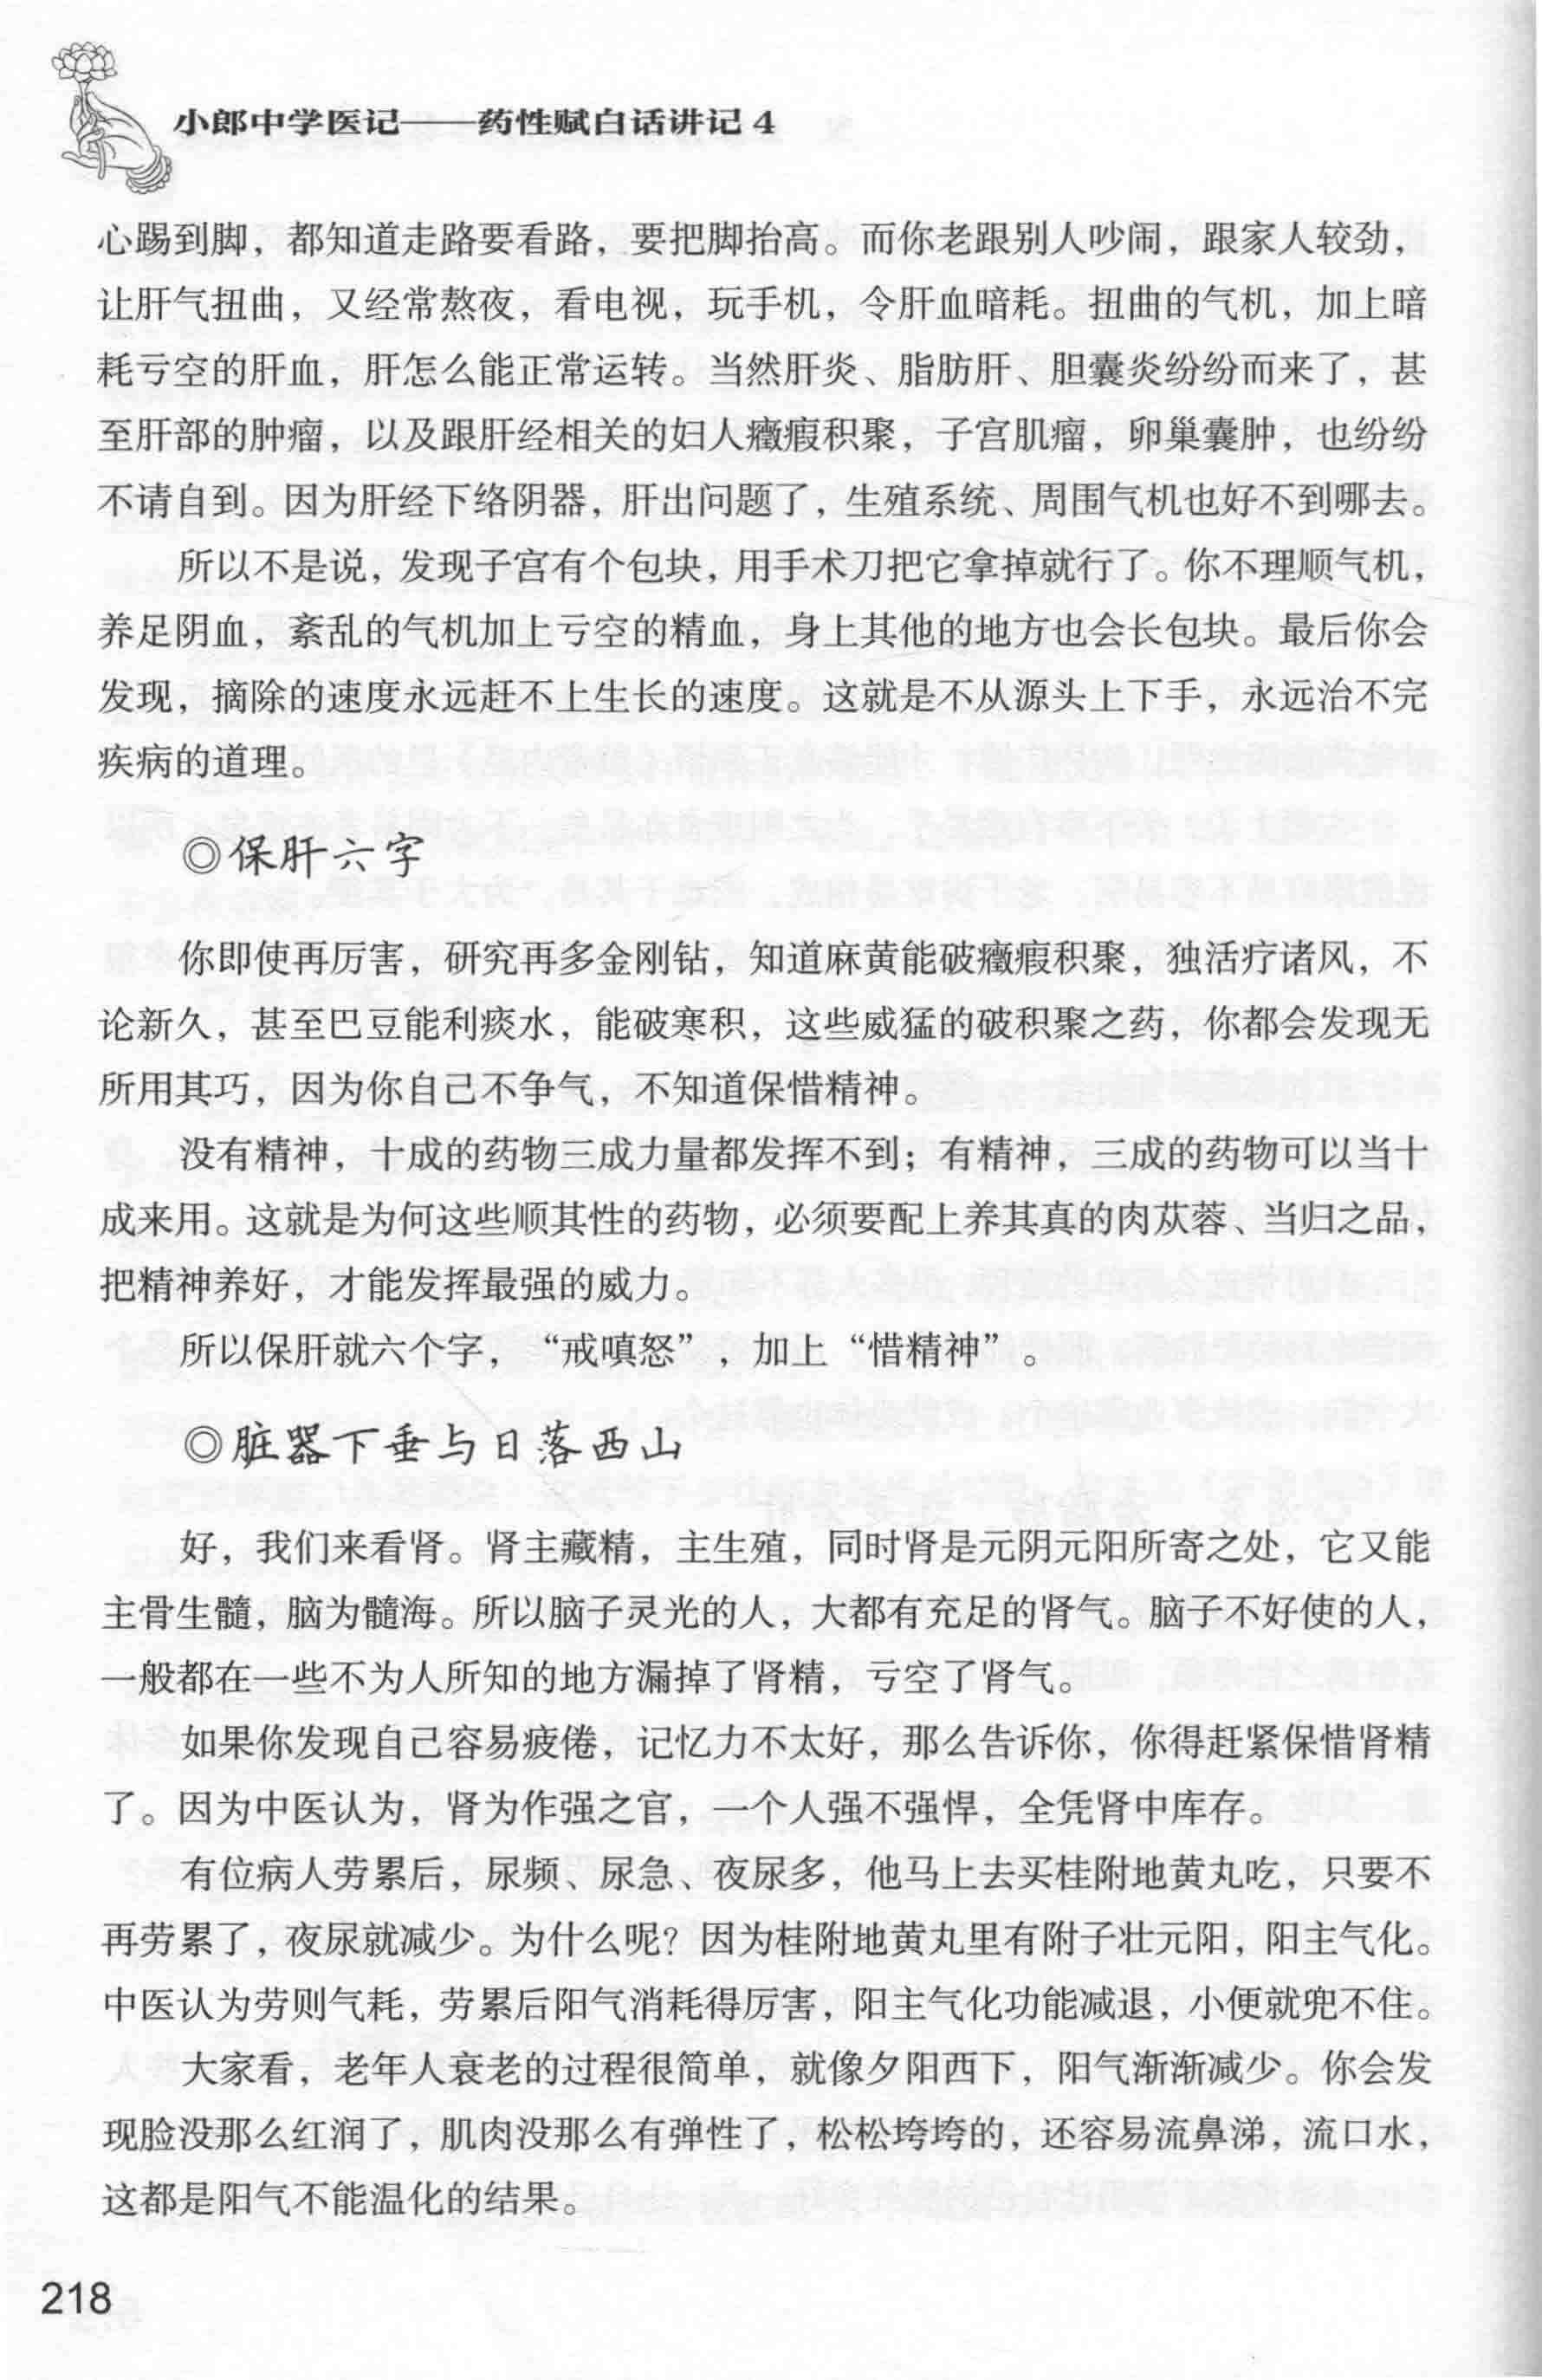 小郎中学医记——药性赋白话讲记4
心踢到脚，都知道走路要看路，要把脚抬高。而你老跟别人吵闹，跟家人较劲，
让肝气扭曲，又经常熬夜，看电视，玩手机，令肝血暗耗。扭曲的气机，加上暗
耗亏空的肝血，肝怎么能正常运转。当然肝炎、脂肪肝、胆囊炎纷纷而来了，甚
至肝部的肿瘤，以及跟肝经相关的妇人癥瘕积聚，子宫肌瘤，卵巢囊肿，也纷纷
不请自到。因为肝经下络阴器，肝出问题了，生殖系统、周围气机也好不到哪去。
所以不是说，发现子宫有个包块，用手术刀把它拿掉就行了。你不理顺气机，
养足阴血，紊乱的气机加上亏空的精血，身上其他的地方也会长包块。最后你会
发现，摘除的速度永远赶不上生长的速度。这就是不从源头上下手，永远治不完
疾病的道理。
◎保肝六字
你即使再厉害，研究再多金刚钻，知道麻黄能破癥瘕积聚，独活疗诸风，不
论新久，甚至巴豆能利痰水，能破寒积，这些威猛的破积聚之药，你都会发现无
所用其巧，因为你自己不争气，不知道保惜精神。
没有精神，十成的药物三成力量都发挥不到；有精神，三成的药物可以当十
成来用。这就是为何这些顺其性的药物，必须要配上养其真的肉苁蓉、当归之品，
把精神养好，才能发挥最强的威力。
所以保肝就六个字，“戒嗔怒”，加上“惜精神”。
◎脏器下垂与日落西山
好，我们来看肾。肾主藏精，主生殖，同时肾是元阴元阳所寄之处，它又能
主骨生髓，脑为髓海。所以脑子灵光的人，大都有充足的肾气。脑子不好使的人，
一般都在一些不为人所知的地方漏掉了肾精，亏空了肾气。
如果你发现自己容易疲倦，记忆力不太好，那么告诉你，你得赶紧保惜肾精
了。因为中医认为，肾为作强之官，一个人强不强悍，全凭肾中库存。
有位病人劳累后，尿频、尿急、夜尿多，他马上去买桂附地黄丸吃，只要不
再劳累了，夜尿就减少。为什么呢？因为桂附地黄丸里有附子壮元阳，阳主气化。
中医认为劳则气耗，劳累后阳气消耗得厉害，阳主气化功能减退，小便就兜不住。
大家看，老年人衰老的过程很简单，就像夕阳西下，阳气渐渐减少。你会发
现脸没那么红润了，肌肉没那么有弹性了，松松垮垮的，还容易流鼻涕，流口水，
这都是阳气不能温化的结果。
218